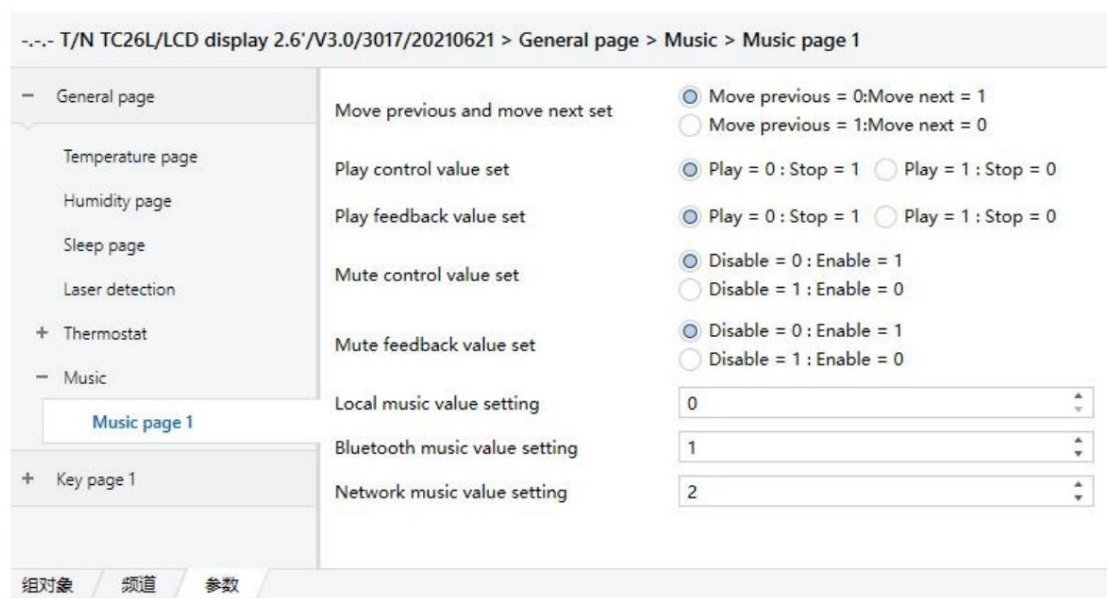 -.-.- T/N TC26L/LCD display 2.6'/V3.0/3017/20210621 > General page > Music > Music page 1
General page
Temperature page
Humidity page
Sleep page
Laser detection
+ Thermostat
− Music
Music page 1
+ Key page 1
Move previous and move next set
Move previous = 0:Move next = 1
Move previous = 1:Move next = 0
Play control value set
Play = 0 : Stop = 1 Play = 1 : Stop = 0
Play feedback value set
Play = 0 : Stop = 1 Play = 1 : Stop = 0
Mute control value set
Disable = 0 : Enable = 1
Disable = 1 : Enable = 0
Mute feedback value set
Disable = 0 : Enable = 1
Disable = 1 : Enable = 0
Local music value setting 0
Bluetooth music value setting 1
Network music value setting 2
组对象 频道 参数